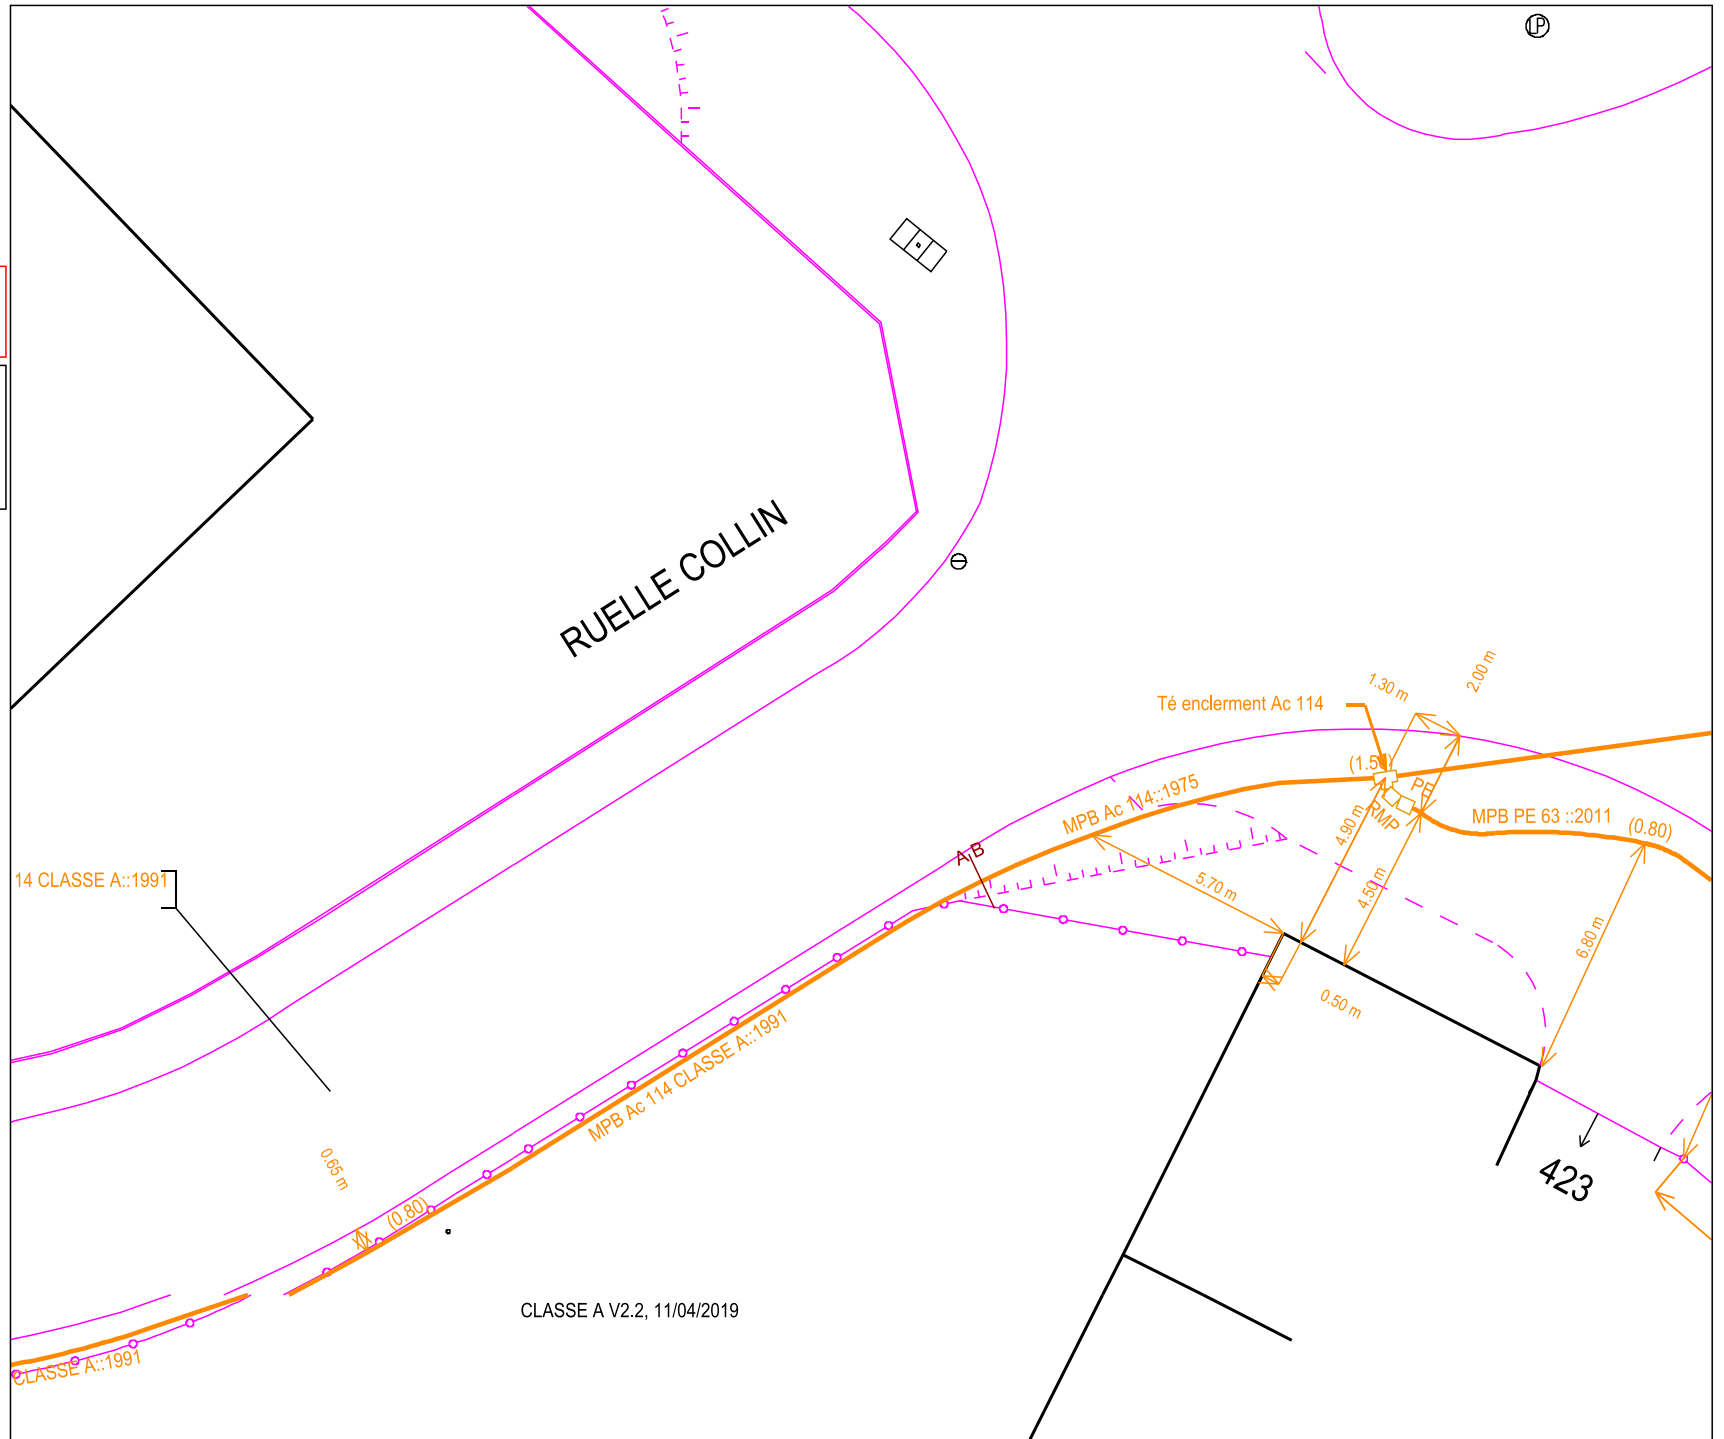 LP
RUELLE COLLIN
2.00 m
1.30 m
Té enclerment Ac 114
PE
RMP
MPB Ac 114::1975
MPB PE 63 ::2011
(0.80)
4.90 m
4.50 m
A,B
5.70 m
14 CLASSE A::1991
6.80 m
0.50 m
MPB Ac 114 CLASSE A::1991
0.65 m
(0.80)
423
CLASSE A V2.2, 11/04/2019
CLASSE A::1991